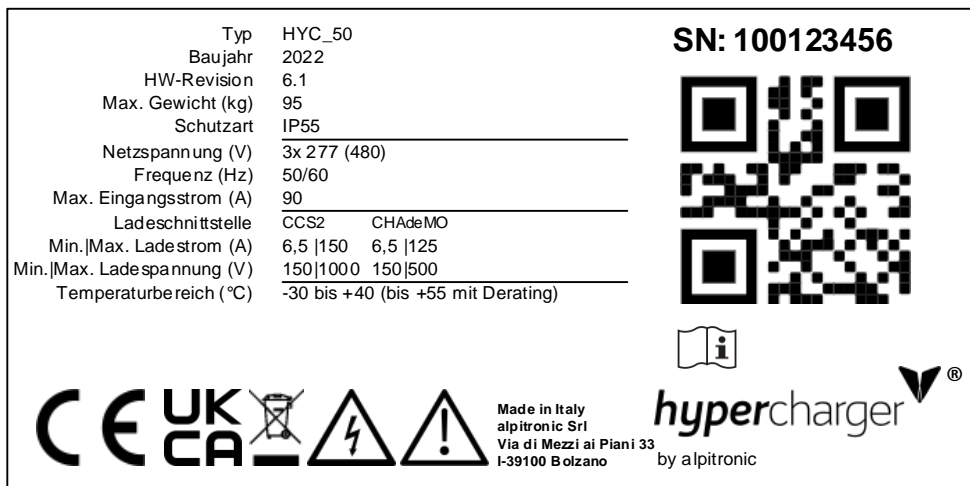 Typ HYC_50
Baujahr 2022
HW-Revision 6.1
Max. Gewicht (kg) 95
Schutzart IP55
Netzspannung (V) 3x 277 (480)
Frequenz (Hz) 50/60
Max. Eingangsstrom (A) 90
Ladeschnittstelle CCS2 CHAdeMO
Min.|Max. Ladestrom (A) 6,5 |150 6,5 |125
Min.|Max. Ladespannung (V) 150|1000 150|500
Temperaturbereich (°C) -30 bis +40 (bis +55 mit Derating)
SN: 100123456
i
CE
UK
CA
Made in Italy
alpitronic Srl
Via di Mezzi ai Piani 33
I-39100 Bolzano
hypercharger®
by alpitronic